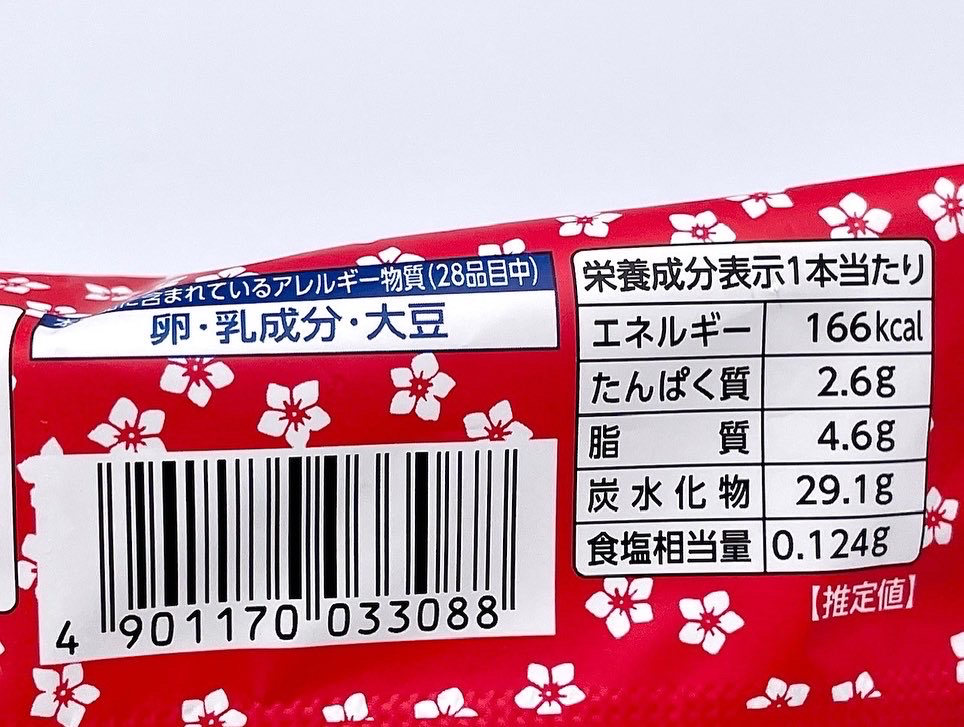 に含まれているアレルギー物質(28品目中)
卵・乳成分・大豆
栄養成分表示1本当たり
エネルギー 166kcal
たんぱく質 2.6g
脂質 4.6g
炭水化物 29.1g
食塩相当量 0.124g
【推定値】
4 901170 033088